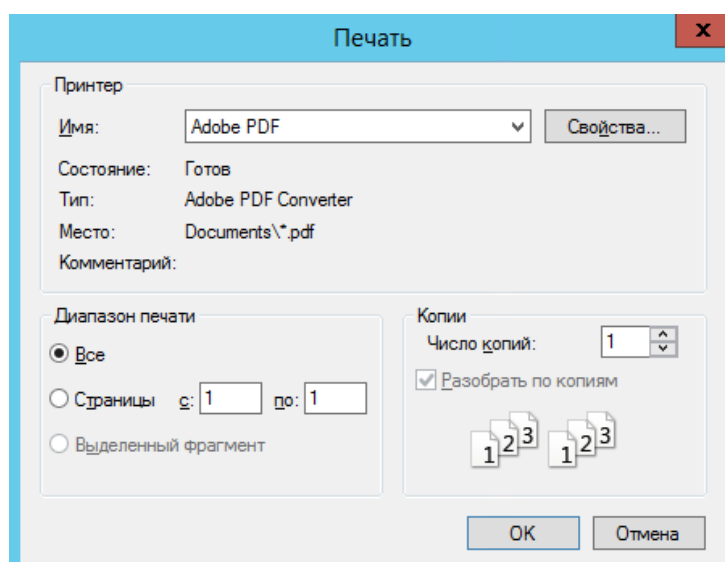 Печать
x
Принтер
Имя: Adobe PDF Свойства...
Состояние: Готов
Тип: Adobe PDF Converter
Место: Documents\*.pdf
Комментарий:
Диапазон печати
Все
Страницы с: 1 по: 1
Выделенный фрагмент
Копии
Число копий: 1
Разобрать по копиям
1 2 3 1 2 3
OK Отмена